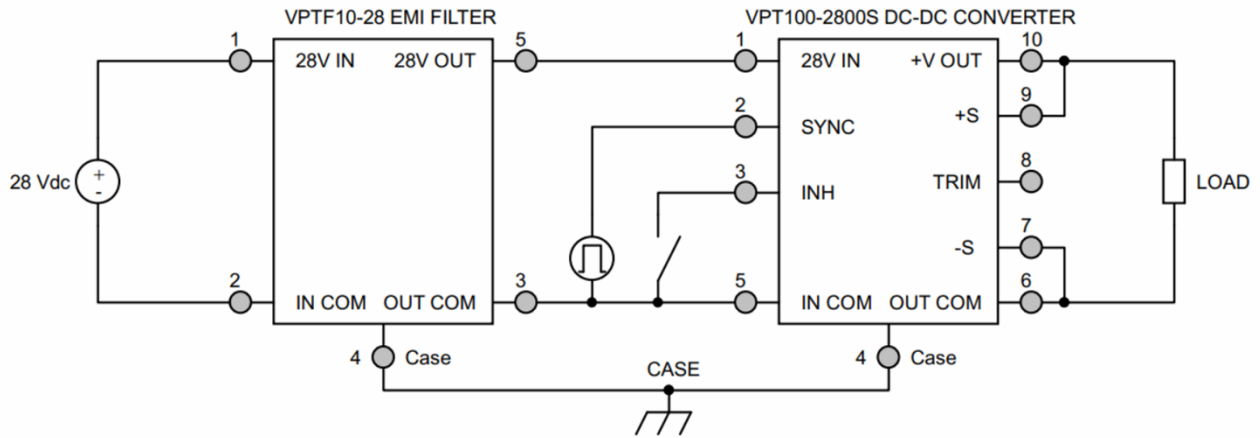 VPTF10-28 EMI FILTER
VPT100-2800S DC-DC CONVERTER
1
5
1
10
28V IN
28V OUT
28V IN
+V OUT
2
9
SYNC
+S
3
8
28 Vdc
+
-
INH
TRIM
LOAD
7
-S
2
3
5
6
IN COM
OUT COM
IN COM
OUT COM
4
Case
4
Case
CASE